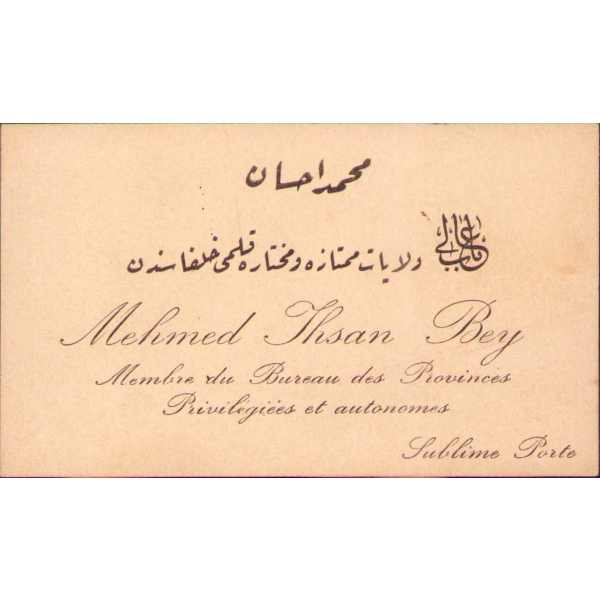 محمد احسان
باب عالی ولايات ممتازه و مختاره قلمی خلفاسندن
Mehmed Ihsan Bey
Membre du Bureau des Provinces
Privilégiées et autonomes
Sublime Porte